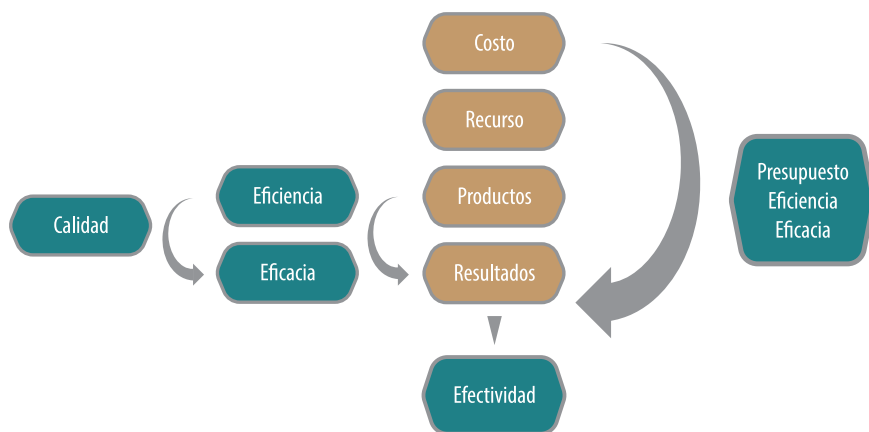 Costo
Recurso
Productos
Resultados
Efectividad
Calidad
Eficiencia
Eficacia
Presupuesto
Eficiencia
Eficacia